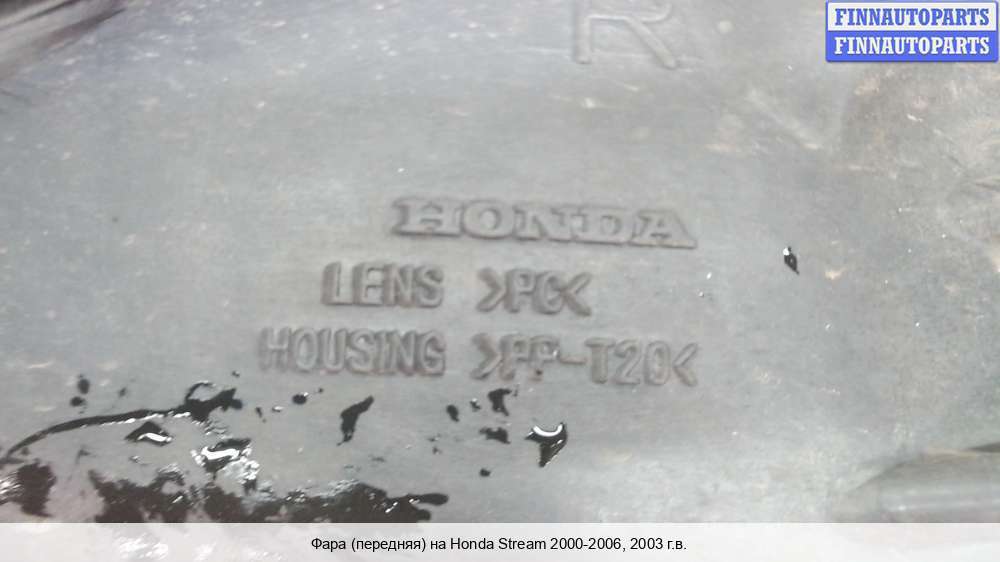 FINNAUTOPARTS
FINNAUTOPARTS
R
HONDA
LENS >PC<
HOUSING >PP-T20<
Фара (передняя) на Honda Stream 2000-2006, 2003 г.в.